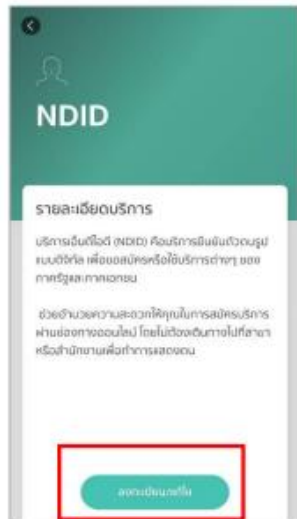 NDID
รายละเอียดบริการ
บริการเอ็นดีไอดี (NDID) คือบริการยืนยันตัวตนรูป
แบบดิจิทัล เพื่อขอสมัครหรือใช้บริการต่างๆ ของ
ภาครัฐและภาคเอกชน
ช่วยอำนวยความสะดวกให้คุณในการสมัครบริการ
ผ่านช่องทางออนไลน์ โดยไม่ต้องเดินทางไปที่สาขา
หรือสำนักงานเพื่อทำการแสดงตน
ลงทะเบียน/แก้ไข